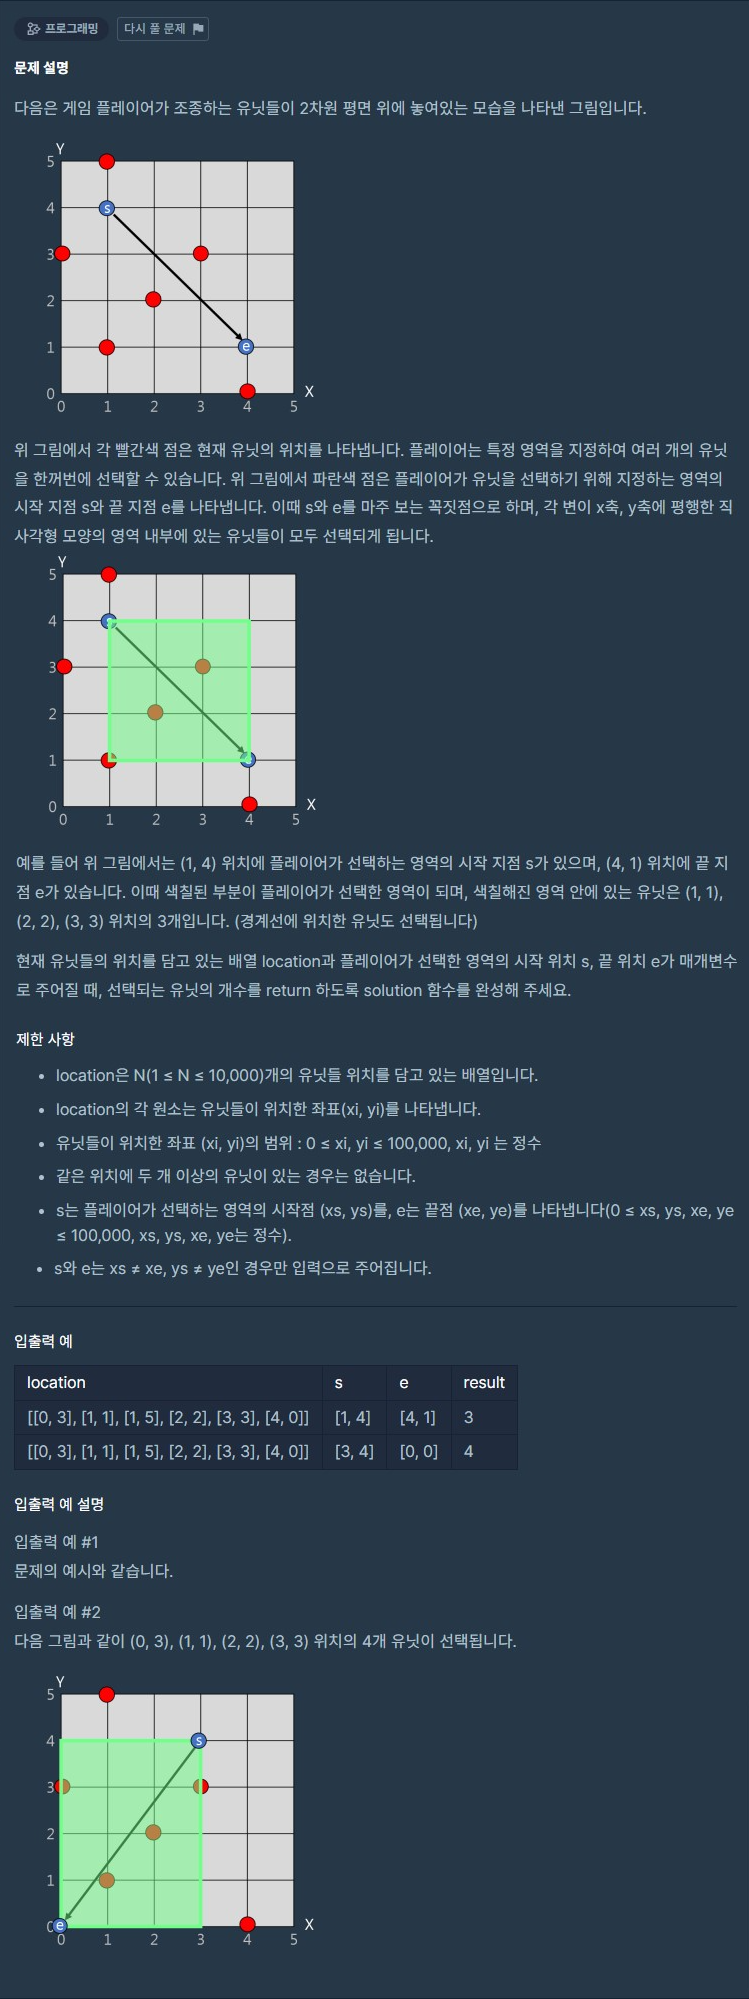 프로그래밍 다시 풀 문제
문제 설명
다음은 게임 플레이어가 조종하는 유닛들이 2차원 평면 위에 놓여있는 모습을 나타낸 그림입니다.
Y
5
4 s
3
2
1 e
0 X
0 1 2 3 4 5
위 그림에서 각 빨간색 점은 현재 유닛의 위치를 나타냅니다. 플레이어는 특정 영역을 지정하여 여러 개의 유닛
을 한꺼번에 선택할 수 있습니다. 위 그림에서 파란색 점은 플레이어가 유닛을 선택하기 위해 지정하는 영역의
시작 지점 s와 끝 지점 e를 나타냅니다. 이때 s와 e를 마주 보는 꼭짓점으로 하며, 각 변이 x축, y축에 평행한 직
사각형 모양의 영역 내부에 있는 유닛들이 모두 선택되게 됩니다.
Y
5
4
3
2
1
0 X
0 1 2 3 4 5
예를 들어 위 그림에서는 (1, 4) 위치에 플레이어가 선택하는 영역의 시작 지점 s가 있으며, (4, 1) 위치에 끝 지
점 e가 있습니다. 이때 색칠된 부분이 플레이어가 선택한 영역이 되며, 색칠해진 영역 안에 있는 유닛은 (1, 1),
(2, 2), (3, 3) 위치의 3개입니다. (경계선에 위치한 유닛도 선택됩니다)
현재 유닛들의 위치를 담고 있는 배열 location과 플레이어가 선택한 영역의 시작 위치 s, 끝 위치 e가 매개변수
로 주어질 때, 선택되는 유닛의 개수를 return 하도록 solution 함수를 완성해 주세요.
제한 사항
• location은 N(1 ≤ N ≤ 10,000)개의 유닛들 위치를 담고 있는 배열입니다.
• location의 각 원소는 유닛들이 위치한 좌표(xi, yi)를 나타냅니다.
• 유닛들이 위치한 좌표 (xi, yi)의 범위 : 0 ≤ xi, yi ≤ 100,000, xi, yi 는 정수
• 같은 위치에 두 개 이상의 유닛이 있는 경우는 없습니다.
• s는 플레이어가 선택하는 영역의 시작점 (xs, ys)를, e는 끝점 (xe, ye)를 나타냅니다(0 ≤ xs, ys, xe, ye
≤ 100,000, xs, ys, xe, ye는 정수).
• s와 e는 xs ≠ xe, ys ≠ ye인 경우만 입력으로 주어집니다.
입출력 예
location s e result
[[0, 3], [1, 1], [1, 5], [2, 2], [3, 3], [4, 0]] [1, 4] [4, 1] 3
[[0, 3], [1, 1], [1, 5], [2, 2], [3, 3], [4, 0]] [3, 4] [0, 0] 4
입출력 예 설명
입출력 예 #1
문제의 예시와 같습니다.
입출력 예 #2
다음 그림과 같이 (0, 3), (1, 1), (2, 2), (3, 3) 위치의 4개 유닛이 선택됩니다.
Y
5
4 s
3
2
1
0 e X
0 1 2 3 4 5